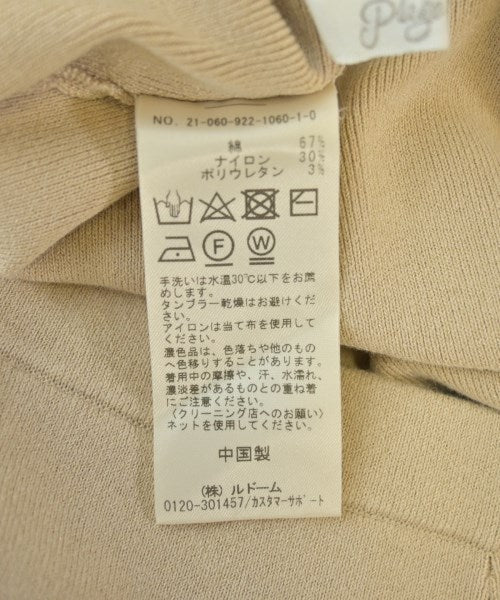 Plage
NO. 21-060-922-1060-1-0
綿 67%
ナイロン 30%
ポリウレタン 3%
F
W
手洗いは水温30℃以下をお薦
めします。
タンブラー乾燥はお避けくだ
さい。
アイロンは当て布を使用して
ください。
濃色品は、色落ちや他のもの
へ色移りすることがあります。
着用中の摩擦や、汗、水濡れ、
濃淡差があるものとの重ね着
にご注意ください。
(クリーニング店へのお願い)
ネットを使用してください。
中国製
(株) ルドーム
0120-301457/カスタマーサポート